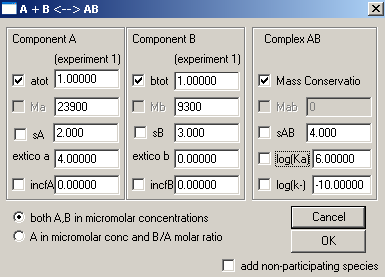 A + B <--> AB
Component A
Component B
Complex AB
(experiment 1)
(experiment 1)
atot 1.00000
btot 1.00000
Mass Conservatio
Ma 23900
Mb 9300
Mab 0
sA 2.000
sB 3.000
sAB 4.000
extico a 4.00000
extico b 0.00000
log(Ka) 6.00000
incfA 0.00000
incfB 0.00000
log(k-) -10.00000
both A,B in micromolar concentrations
Cancel
A in micromolar conc and B/A molar ratio
OK
add non-participating species